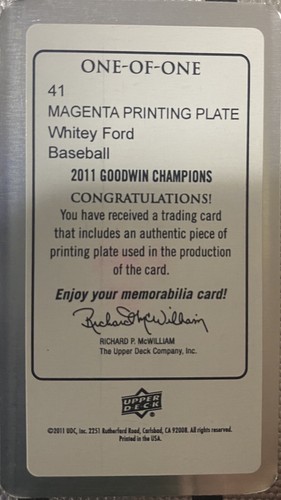 ONE-OF-ONE
41
MAGENTA PRINTING PLATE
Whitey Ford
Baseball
2011 GOODWIN CHAMPIONS
CONGRATULATIONS!
You have received a trading card
that includes an authentic piece of
printing plate used in the production
of the card.
Enjoy your memorabilia card!
Richard P. McWilliam
RICHARD P. McWILLIAM
The Upper Deck Company, Inc.
UPPER
DECK
©2011 UDC, Inc. 2251 Rutherford Road, Carlsbad, CA 92008. All rights reserved.
Printed in the USA.